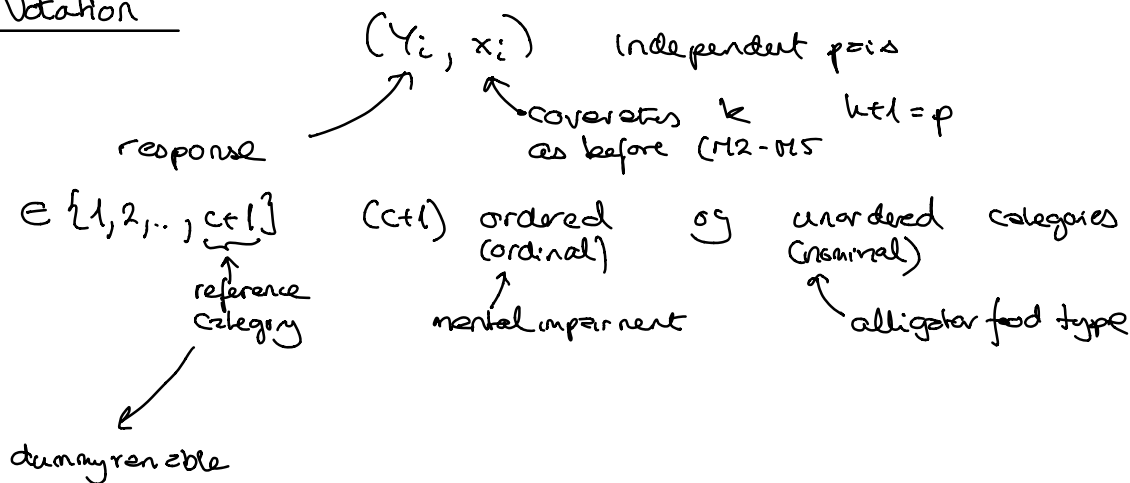 Notation
(Yi, xi) independent pairs
response
covariates k k+1 = p
as before (M2-M5
∈ {1,2,.., c+1} (c+1) ordered og unordered categories
(ordinal) (nominal)
reference
category
mental impairment
alligator food type
dummy variable